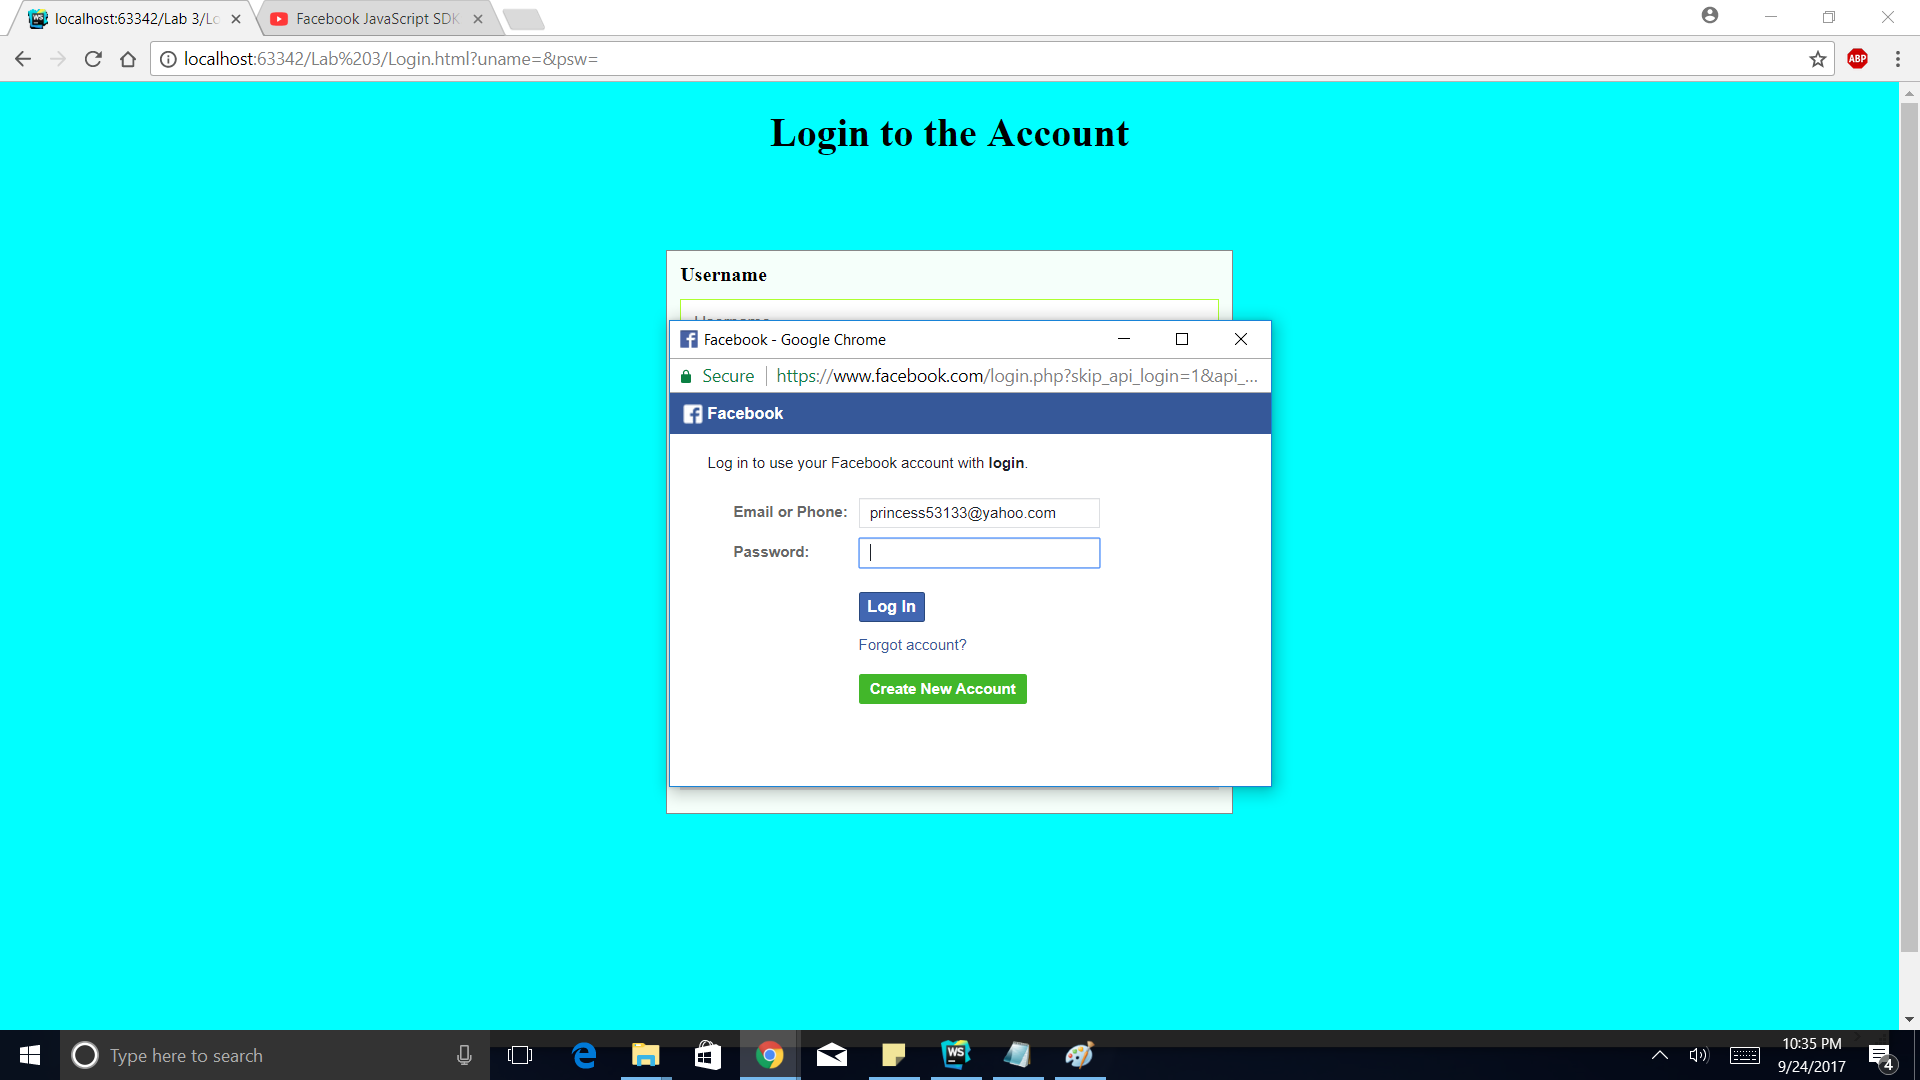 localhost:63342/Lab 3/Lo
Facebook JavaScript SDK
localhost:63342/Lab%203/Login.html?uname=&psw=
ABP
Login to the Account
Username
Username
Facebook - Google Chrome
Secure
https://www.facebook.com/login.php?skip_api_login=1&api_...
Facebook
Log in to use your Facebook account with login.
Email or Phone:
princess53133@yahoo.com
Password:
Log In
Forgot account?
Create New Account
Type here to search
WS
10:35 PM
9/24/2017
4